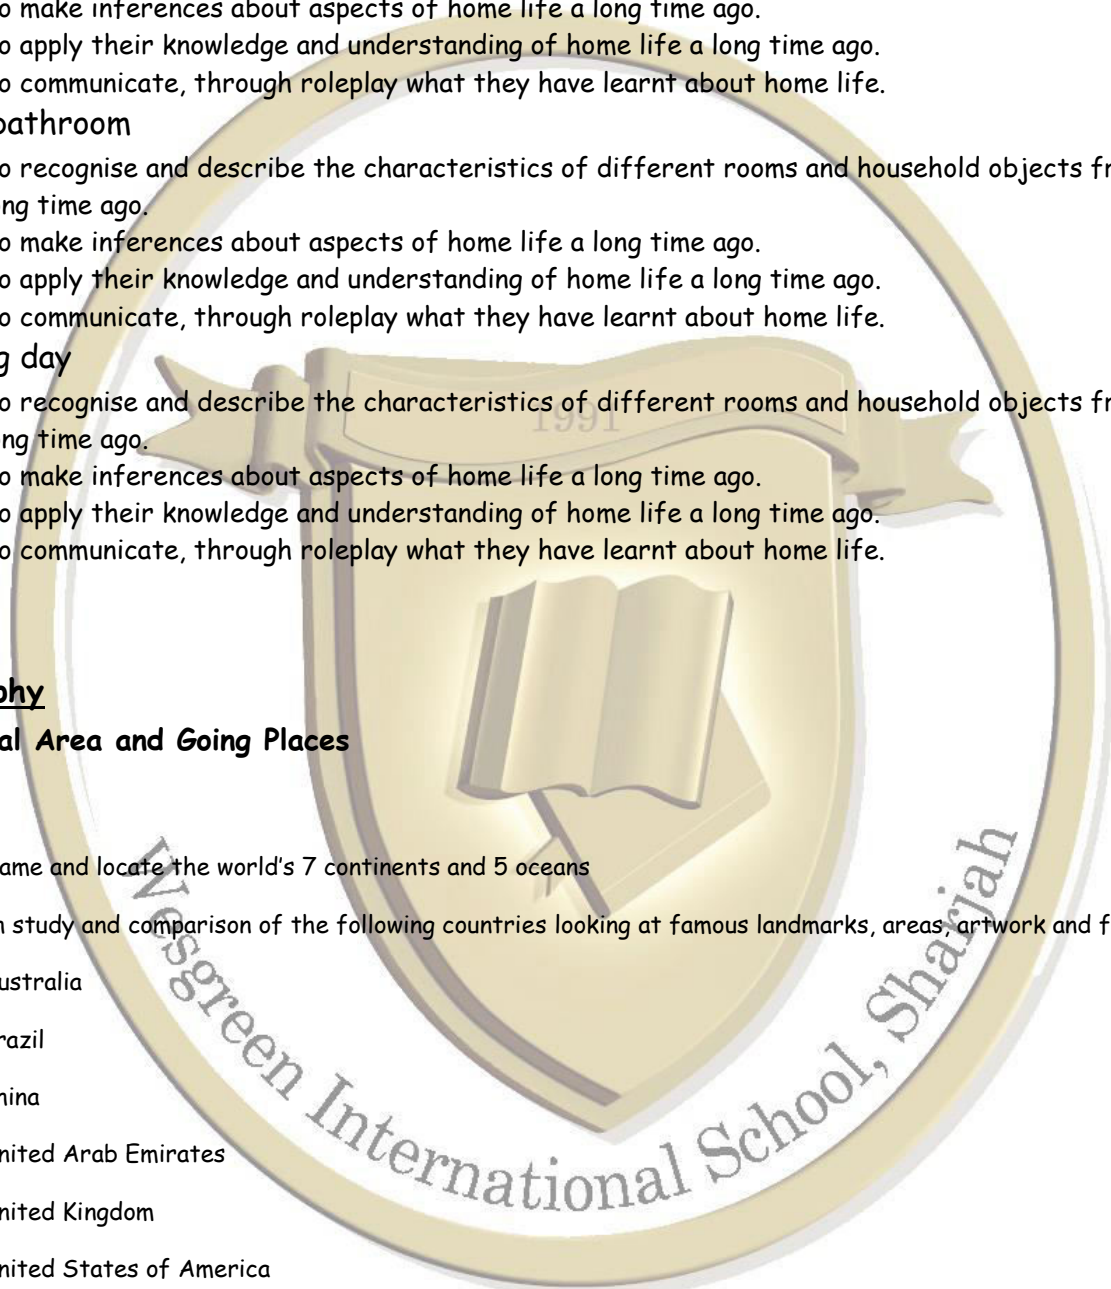 o make inferences about aspects of home life a long time ago.
o apply their knowledge and understanding of home life a long time ago.
o communicate, through roleplay what they have learnt about home life.
bathroom
o recognise and describe the characteristics of different rooms and household objects fr
ng time ago.
o make inferences about aspects of home life a long time ago.
o apply their knowledge and understanding of home life a long time ago.
o communicate, through roleplay what they have learnt about home life.
g day
o recognise and describe the characteristics of different rooms and household objects fr
ng time ago.
o make inferences about aspects of home life a long time ago.
o apply their knowledge and understanding of home life a long time ago.
o communicate, through roleplay what they have learnt about home life.
1991
phy
al Area and Going Places
ame and locate the world's 7 continents and 5 oceans
n study and comparison of the following countries looking at famous landmarks, areas, artwork and f
ustralia
razil
hina
nited Arab Emirates
nited Kingdom
nited States of America
Wesgreen International School, Sharjah